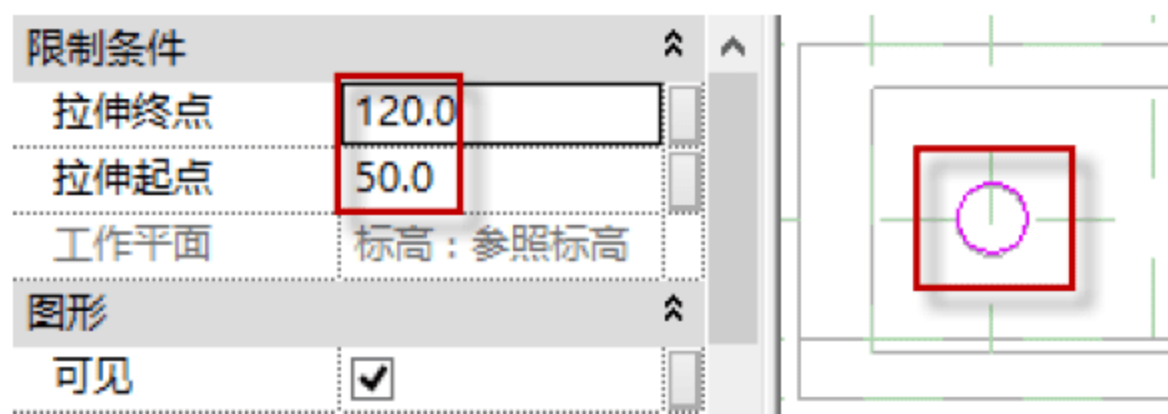 限制条件
拉伸终点 120.0
拉伸起点 50.0
工作平面 标高：参照标高
图形
可见